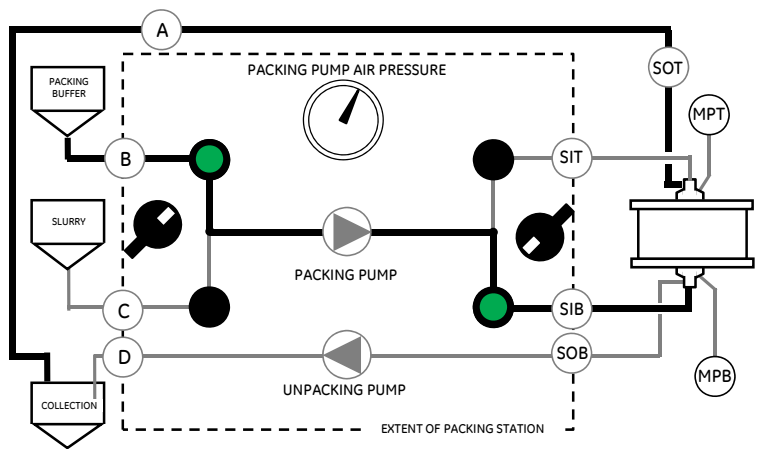 A
SOT
PACKING PUMP AIR PRESSURE
PACKING
BUFFER
MPT
B
SIT
SLURRY
PACKING PUMP
C
SIB
D
SOB
UNPACKING PUMP
MPB
COLLECTION
EXTENT OF PACKING STATION